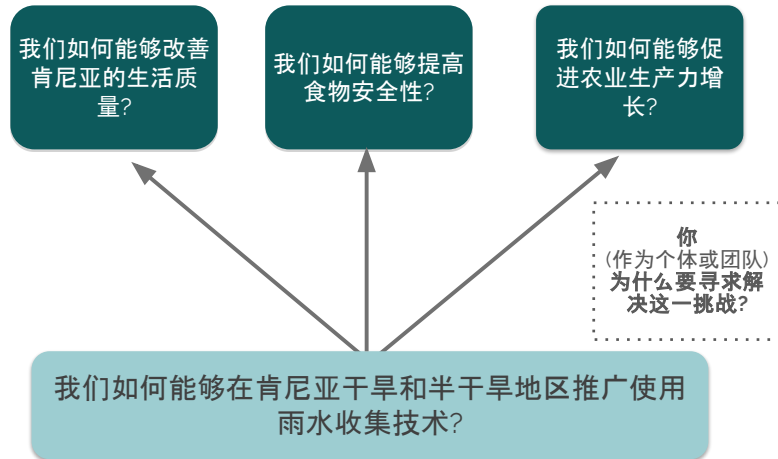 我们如何能够改善
肯尼亚的生活质
量?
我们如何能够提高
食物安全性?
我们如何能够促
进农业生产力增
长?
你
(作为个体或团队)
为什么要寻求解
决这一挑战?
我们如何能够在肯尼亚干旱和半干旱地区推广使用
雨水收集技术?